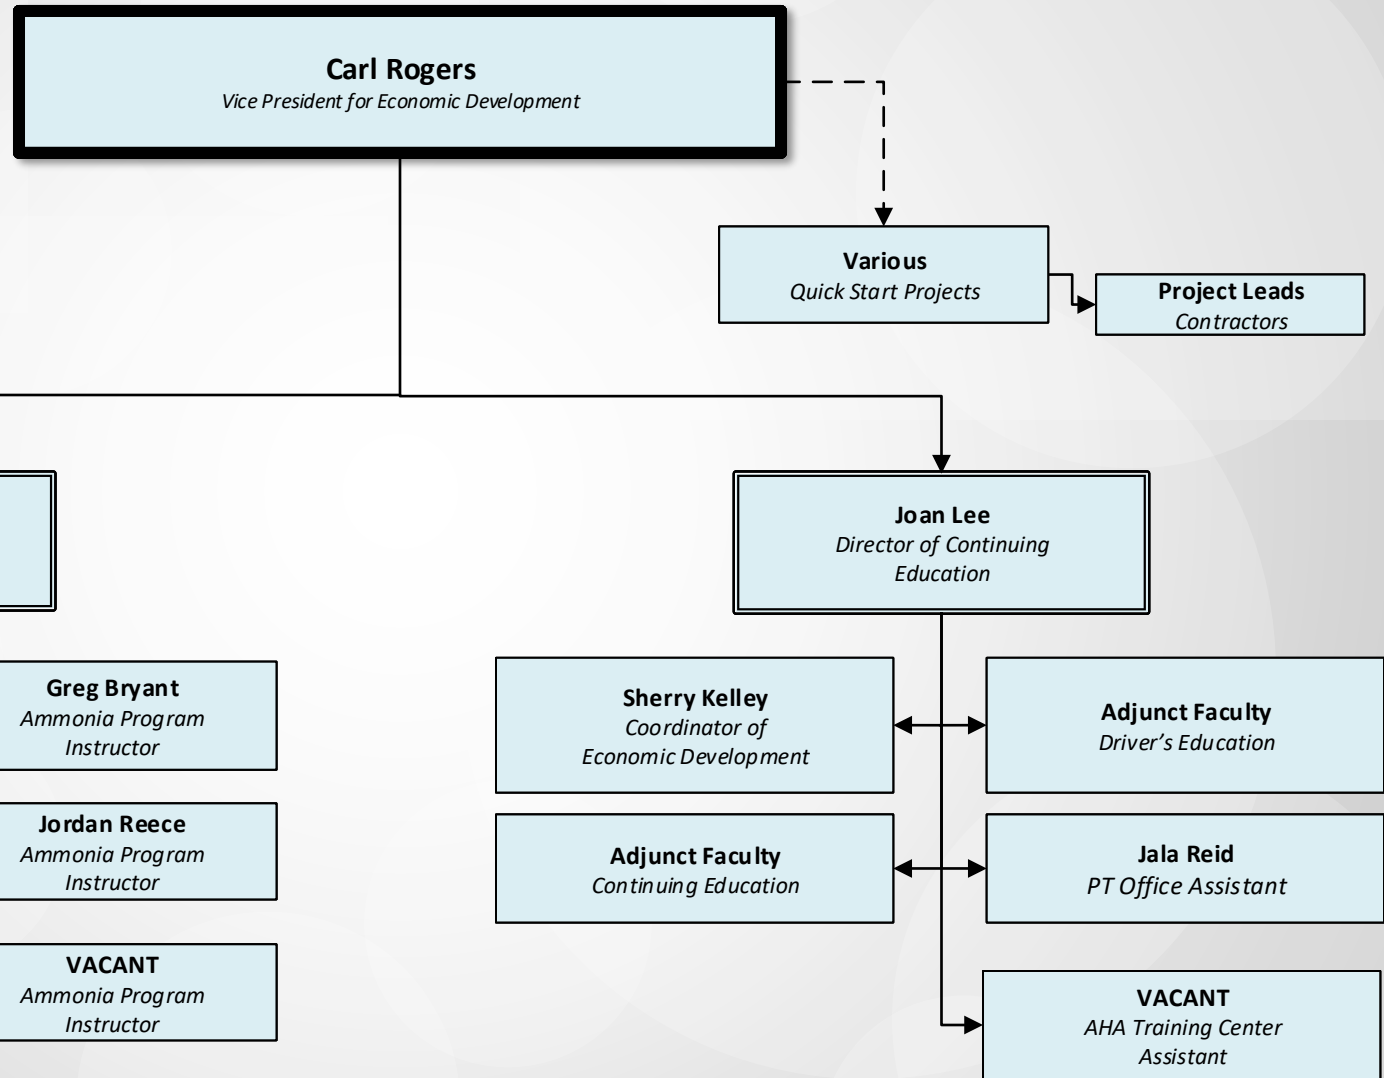 Carl Rogers
Vice President for Economic Development
Various
Quick Start Projects
Project Leads
Contractors
Joan Lee
Director of Continuing
Education
Greg Bryant
Ammonia Program
Instructor
Jordan Reece
Ammonia Program
Instructor
VACANT
Ammonia Program
Instructor
Sherry Kelley
Coordinator of
Economic Development
Adjunct Faculty
Driver’s Education
Adjunct Faculty
Continuing Education
Jala Reid
PT Office Assistant
VACANT
AHA Training Center
Assistant